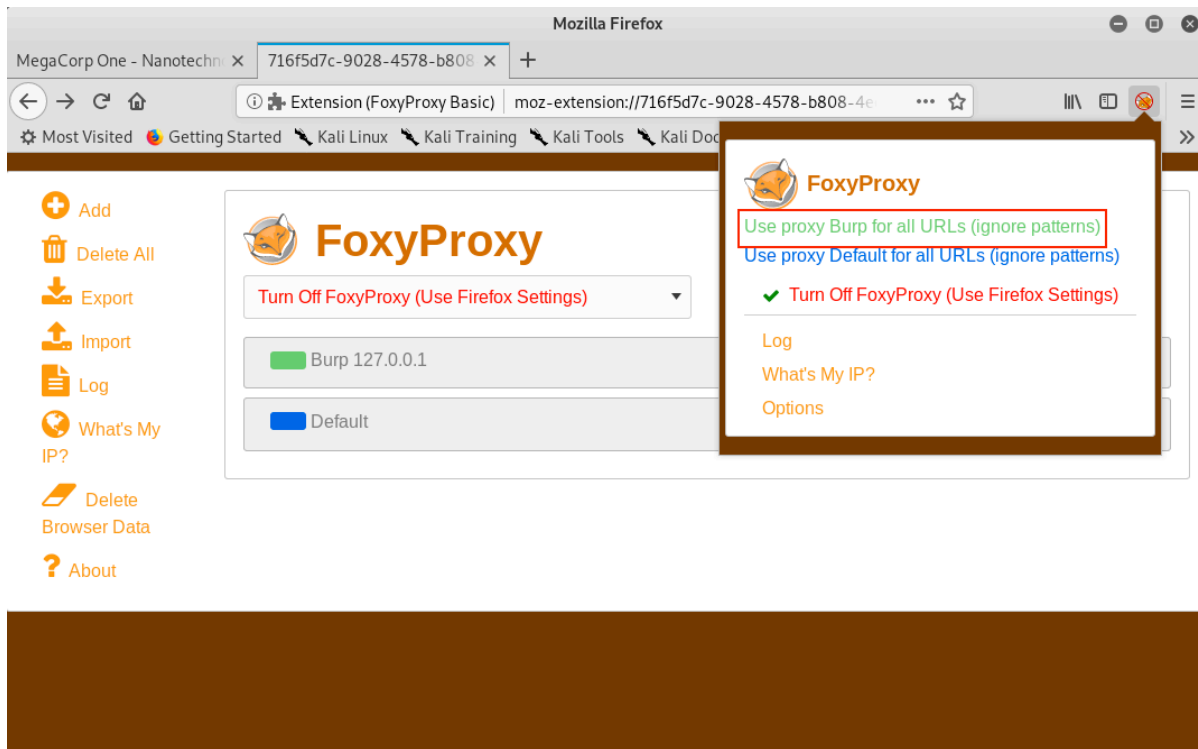 Mozilla Firefox
MegaCorp One - Nanotechn
716f5d7c-9028-4578-b808
Extension (FoxyProxy Basic) moz-extension://716f5d7c-9028-4578-b808-4e
Most Visited Getting Started Kali Linux Kali Training Kali Tools Kali Doc
Add
Delete All
Export
Import
Log
What's My
IP?
Delete
Browser Data
About
FoxyProxy
Turn Off FoxyProxy (Use Firefox Settings)
Burp 127.0.0.1
Default
FoxyProxy
Use proxy Burp for all URLs (ignore patterns)
Use proxy Default for all URLs (ignore patterns)
Turn Off FoxyProxy (Use Firefox Settings)
Log
What's My IP?
Options